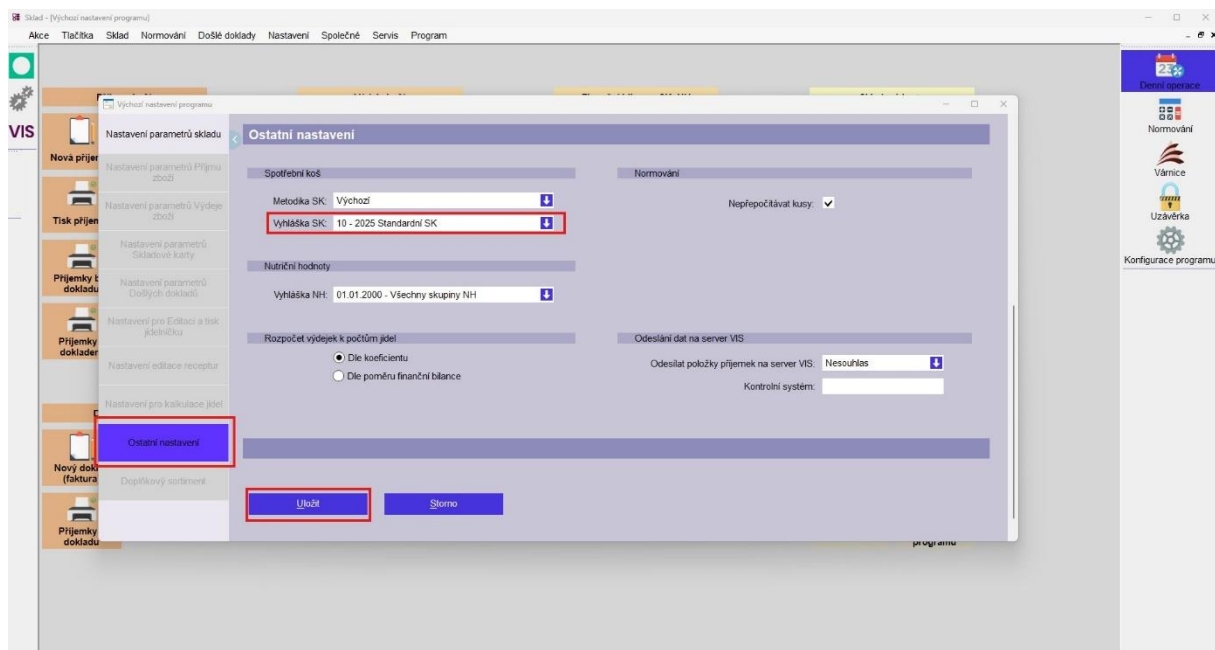 Sklad - [Výchozí nastavení programu]
Akce Tlačítka Sklad Normování Došlé doklady Nastavení Společné Servis Program
VIS
Nová příjem
Tisk příjem
Příjemky b
dokladu
Příjemky
dokladem
Nový dokl
(faktura
Příjemky
dokladu
Výchozí nastavení programu
Nastavení parametrů skladu
Nastavení parametrů Příjmu
zboží
Nastavení parametrů Výdeje
zboží
Nastavení parametrů
Skladové karty
Nastavení parametrů
Došlých dokladů
Nastavení pro Editaci a tisk
jídelníčku
Nastavení editace receptur
Nastavení pro kalkulace jídel
Ostatní nastavení
Doplňkový sortiment
Ostatní nastavení
Spotřební koš
Metodika SK: Výchozí
Vyhláška SK: 10 - 2025 Standardní SK
Nutriční hodnoty
Vyhláška NH: 01.01.2000 - Všechny skupiny NH
Rozpočet výdejek k počtům jídel
Dle koeficientu
Dle poměru finanční bilance
Normování
Nepřepočítávat kusy:
Odeslání dat na server VIS
Odesílat položky příjemek na server VIS: Nesouhlas
Kontrolní systém:
Uložit Storno
programu
23
Denní operace
Normování
Várnice
Uzávěrka
Konfigurace programu